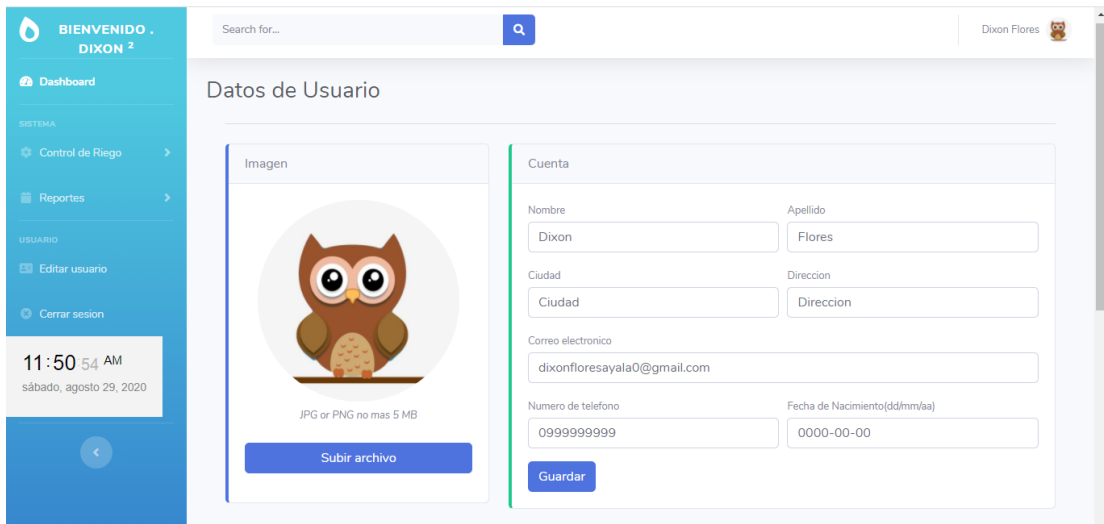 BIENVENIDO .
DIXON 2
Dashboard
SISTEMA
Control de Riego
Reportes
USUARIO
Editar usuario
Cerrar sesion
11:50:54 AM
sábado, agosto 29, 2020
Search for...
Dixon Flores
Datos de Usuario
Imagen
JPG or PNG no mas 5 MB
Subir archivo
Cuenta
Nombre
Apellido
Dixon
Flores
Ciudad
Direccion
Ciudad
Direccion
Correo electronico
dixonfloresayala0@gmail.com
Numero de telefono
Fecha de Nacimiento(dd/mm/aa)
0999999999
0000-00-00
Guardar